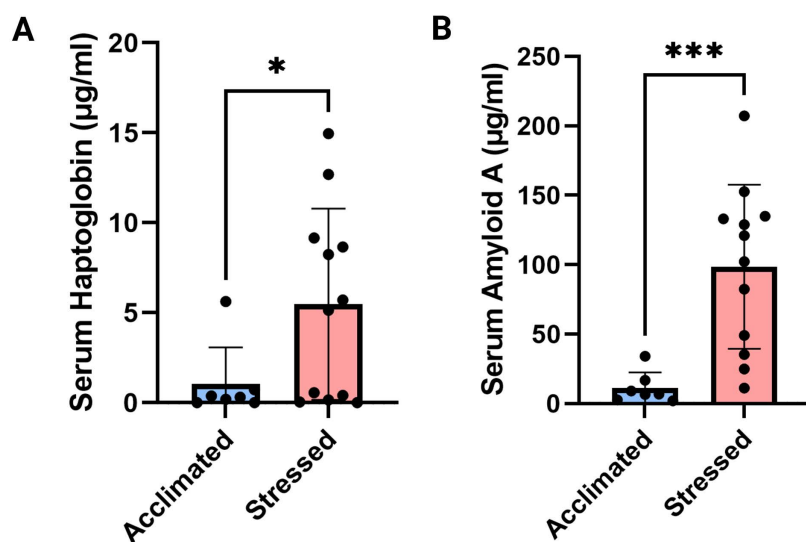 A
Serum Haptoglobin (µg/ml)
20
15
10
5
0
*
Acclimated
Stressed
B
Serum Amyloid A (µg/ml)
250
200
150
100
50
0
***
Acclimated
Stressed